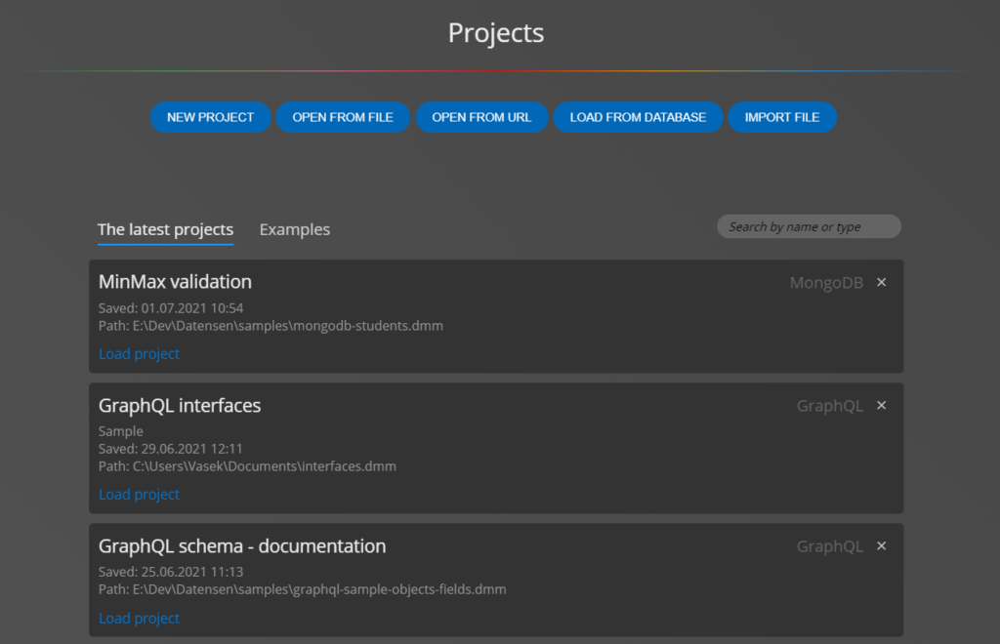 Projects
NEW PROJECT OPEN FROM FILE OPEN FROM URL LOAD FROM DATABASE IMPORT FILE
The latest projects Examples Search by name or type
MinMax validation MongoDB ×
Saved: 01.07.2021 10:54
Path: E:\Dev\Datensen\samples\mongodb-students.dmm
Load project
GraphQL interfaces GraphQL ×
Sample
Saved: 29.06.2021 12:11
Path: C:\Users\Vasek\Documents\interfaces.dmm
Load project
GraphQL schema - documentation GraphQL ×
Saved: 25.06.2021 11:13
Path: E:\Dev\Datensen\samples\graphql-sample-objects-fields.dmm
Load project